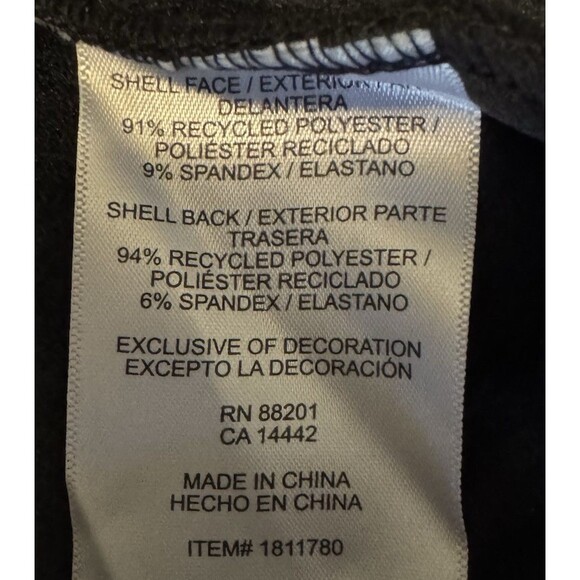 SHELL FACE / EXTERIOR
DELANTERA
91% RECYCLED POLYESTER /
POLIÉSTER RECICLADO
9% SPANDEX / ELASTANO
SHELL BACK / EXTERIOR PARTE
TRASERA
94% RECYCLED POLYESTER /
POLIÉSTER RECICLADO
6% SPANDEX / ELASTANO
EXCLUSIVE OF DECORATION
EXCEPTO LA DECORACIÓN
RN 88201
CA 14442
MADE IN CHINA
HECHO EN CHINA
ITEM# 1811780